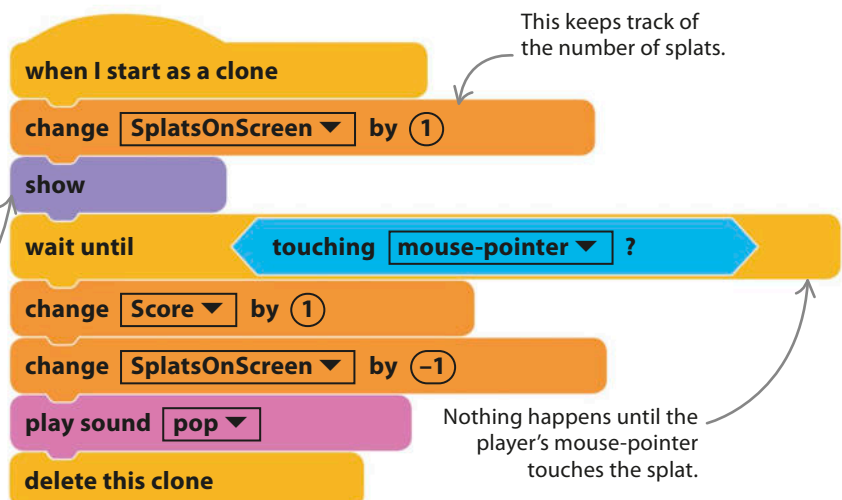 This keeps track of
the number of splats.
when I start as a clone
change SplatsOnScreen by 1
show
wait until touching mouse-pointer ?
change Score by 1
change SplatsOnScreen by –1
play sound pop
Nothing happens until the
player’s mouse-pointer
touches the splat.
delete this clone